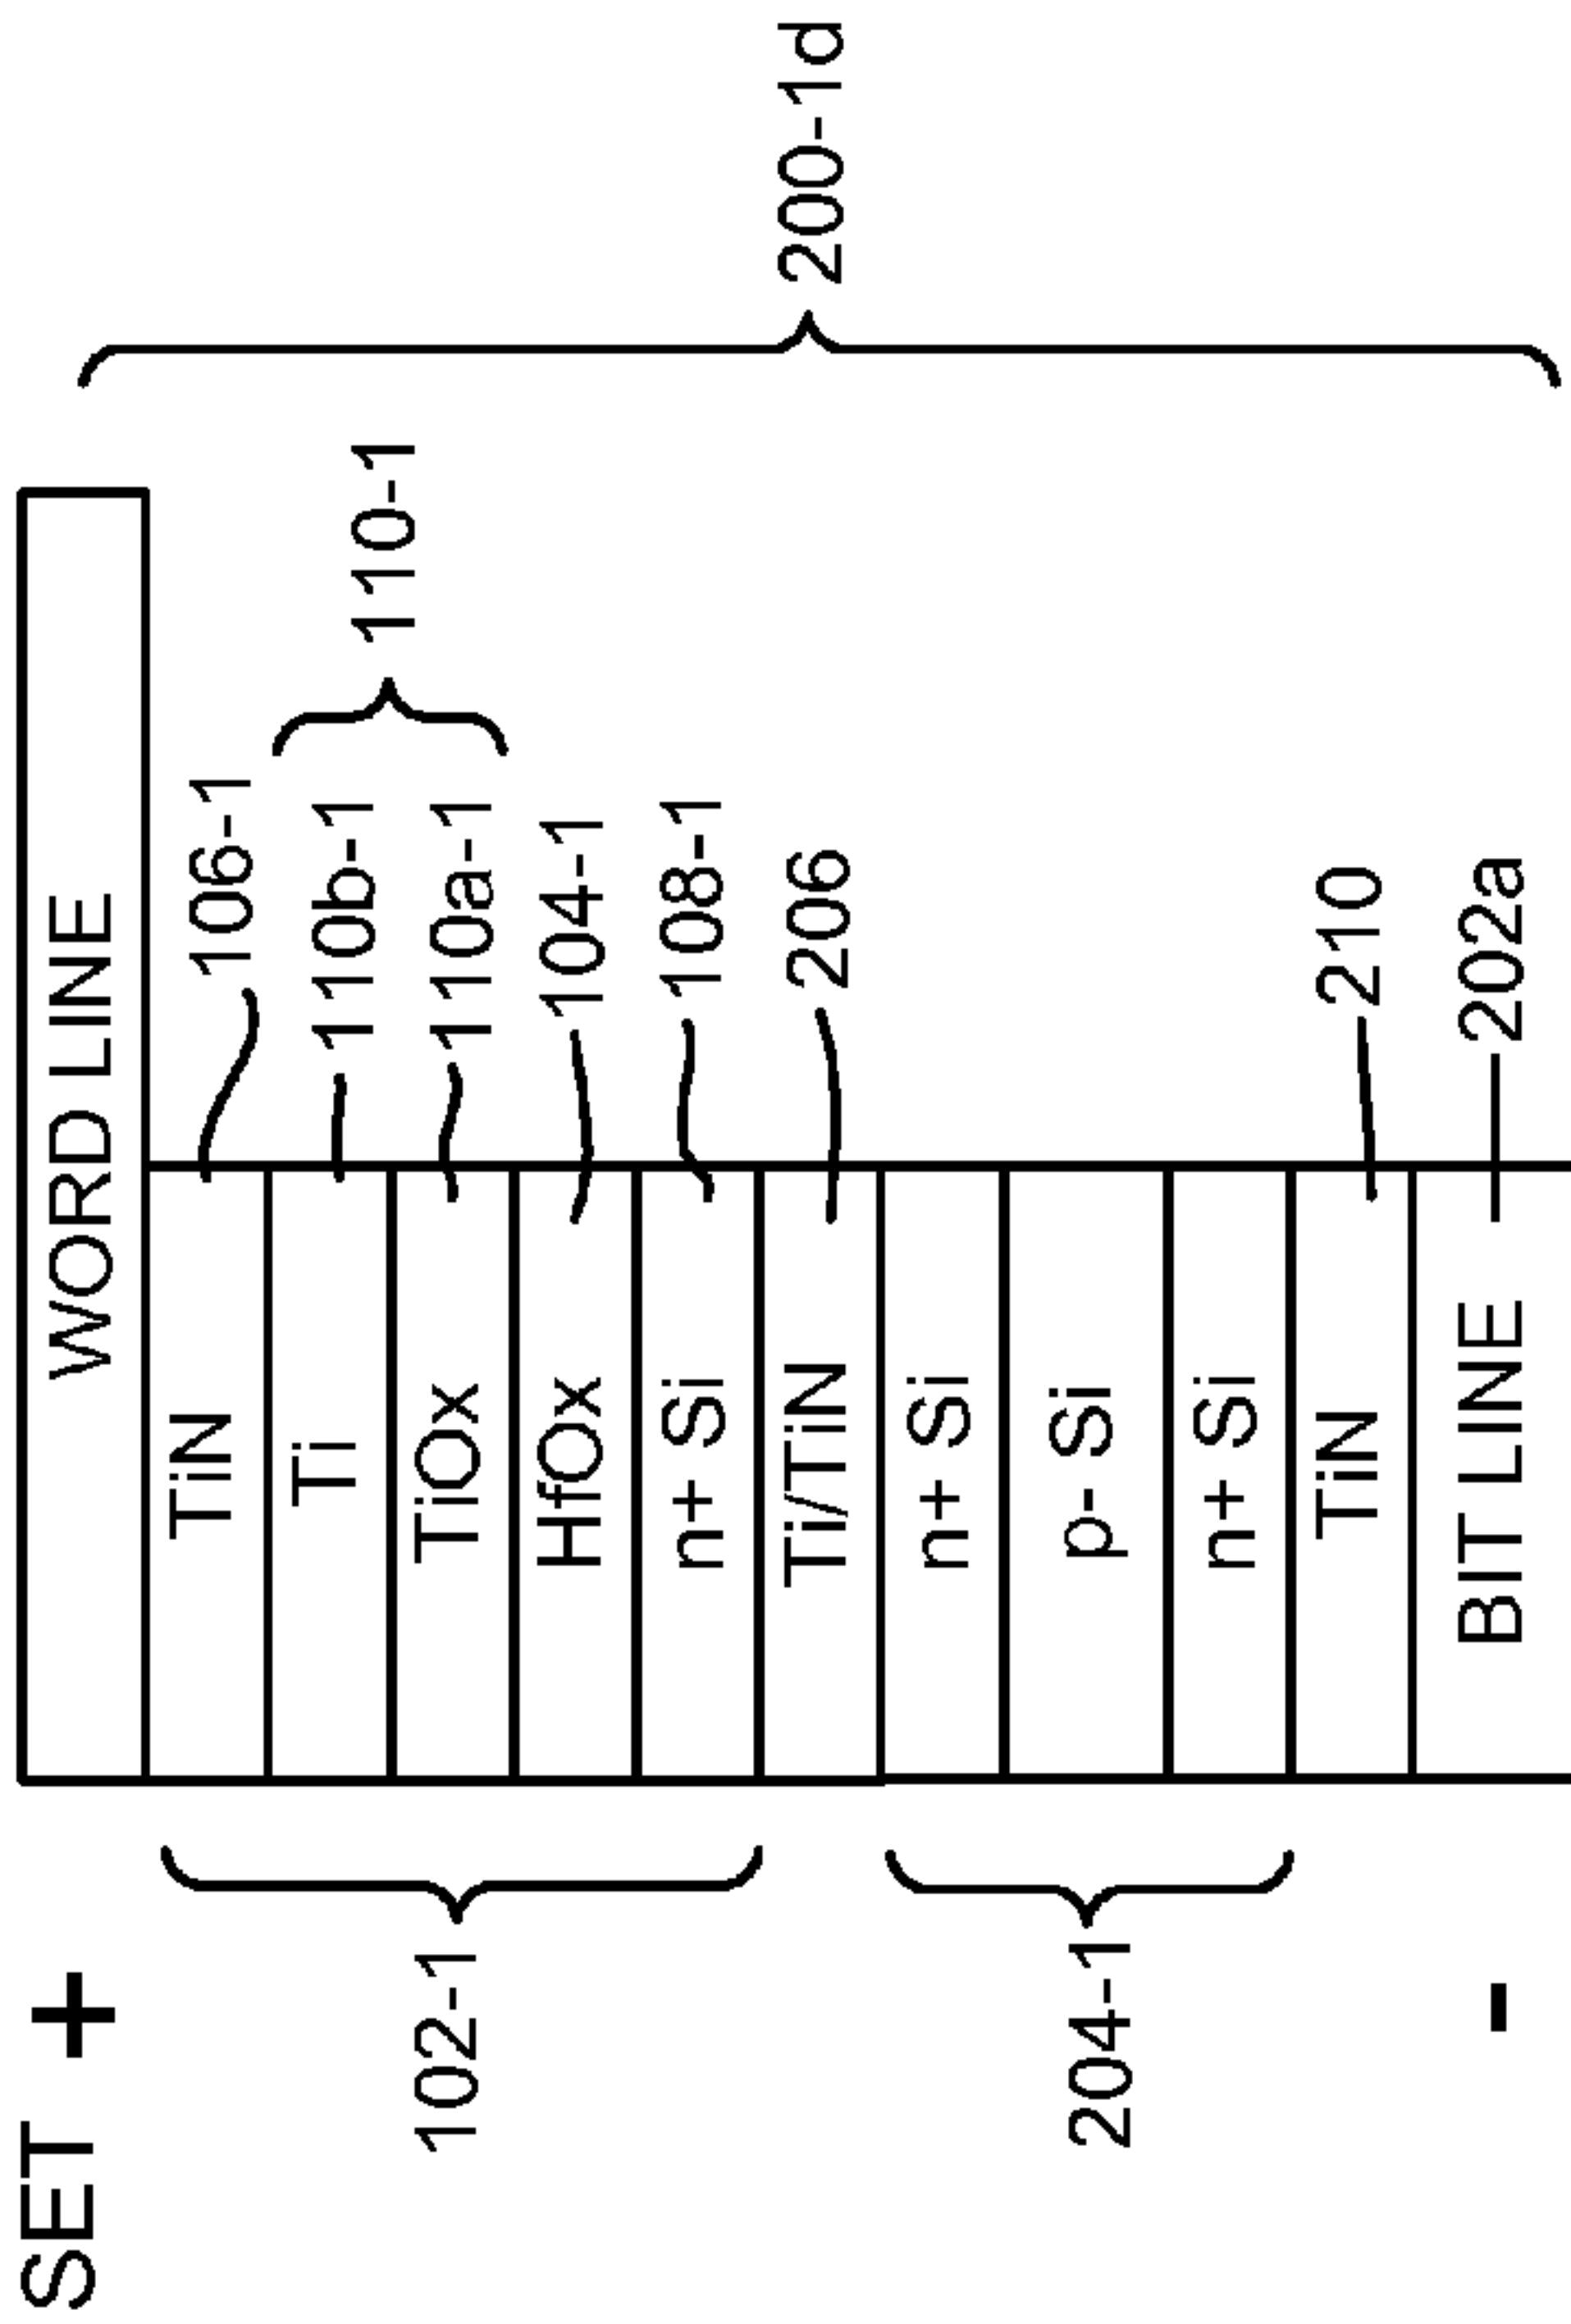 SET +
WORD LINE
TiN 106-1
Ti 110b-1
110-1
TiOx 110a-1
102-1
HfOx 104-1
n+ Si 108-1
Ti/TiN 206
200-1d
n+ Si
204-1
p- Si
n+ Si
TiN 210
- BIT LINE 202a